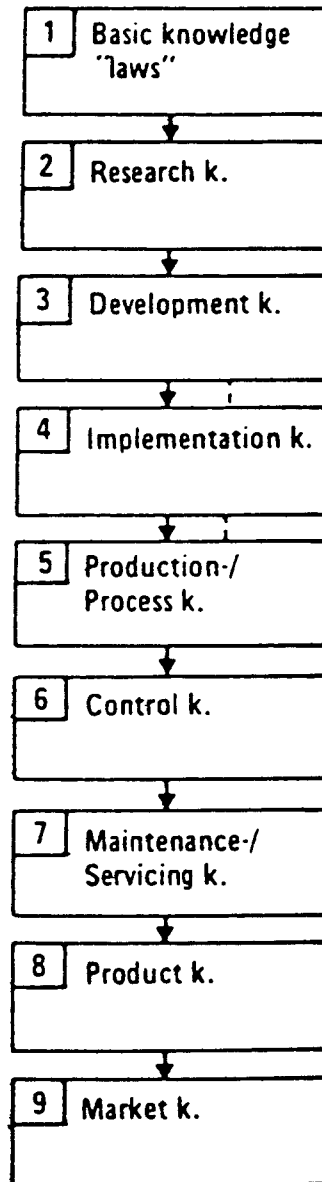 1 Basic knowledge
"laws"
2 Research k.
3 Development k.
4 Implementation k.
5 Production-/
Process k.
6 Control k.
7 Maintenance-/
Servicing k.
8 Product k.
9 Market k.